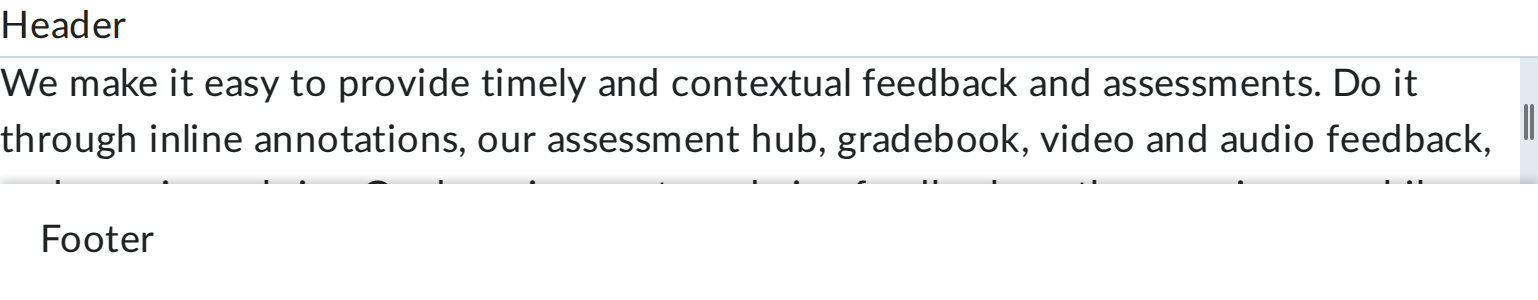 Header
We make it easy to provide timely and contextual feedback and assessments. Do it
through inline annotations, our assessment hub, gradebook, video and audio feedback,
Footer